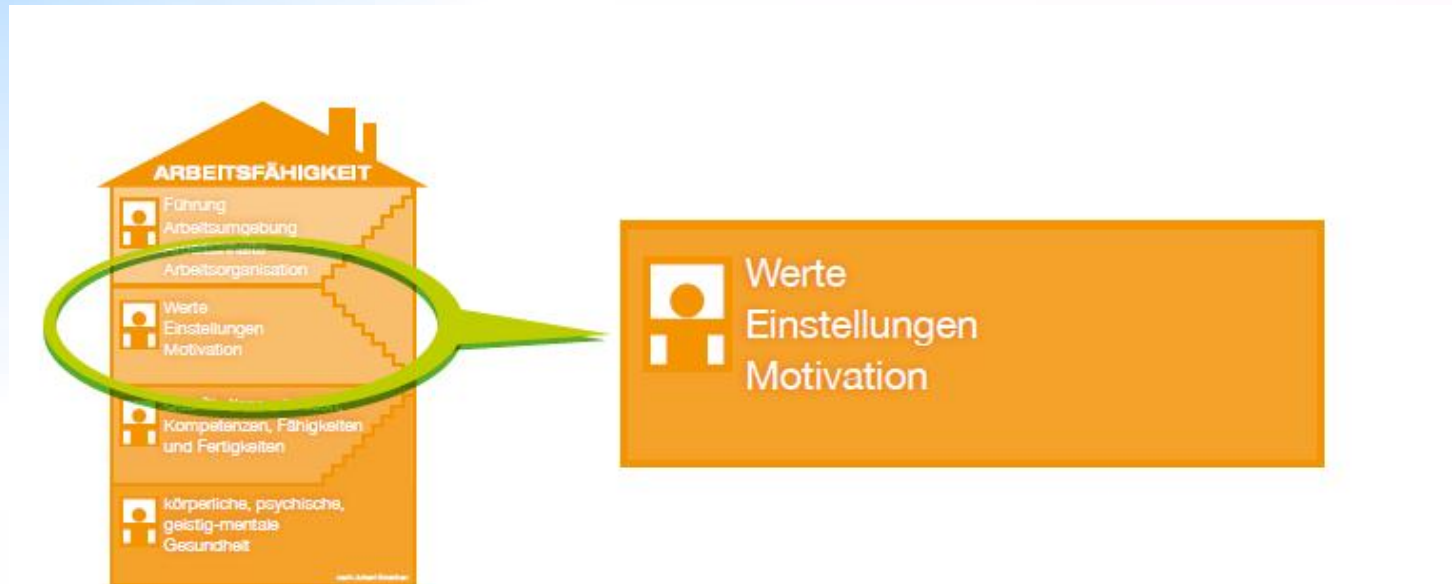 ARBEITSFÄHIGKEIT
Führung
Arbeitsumgebung
Arbeitsorganisation
Werte
Einstellungen
Motivation
Kompetenzen, Fähigkeiten
und Fertigkeiten
körperliche, psychische,
geistig-mentale
Gesundheit
Werte
Einstellungen
Motivation